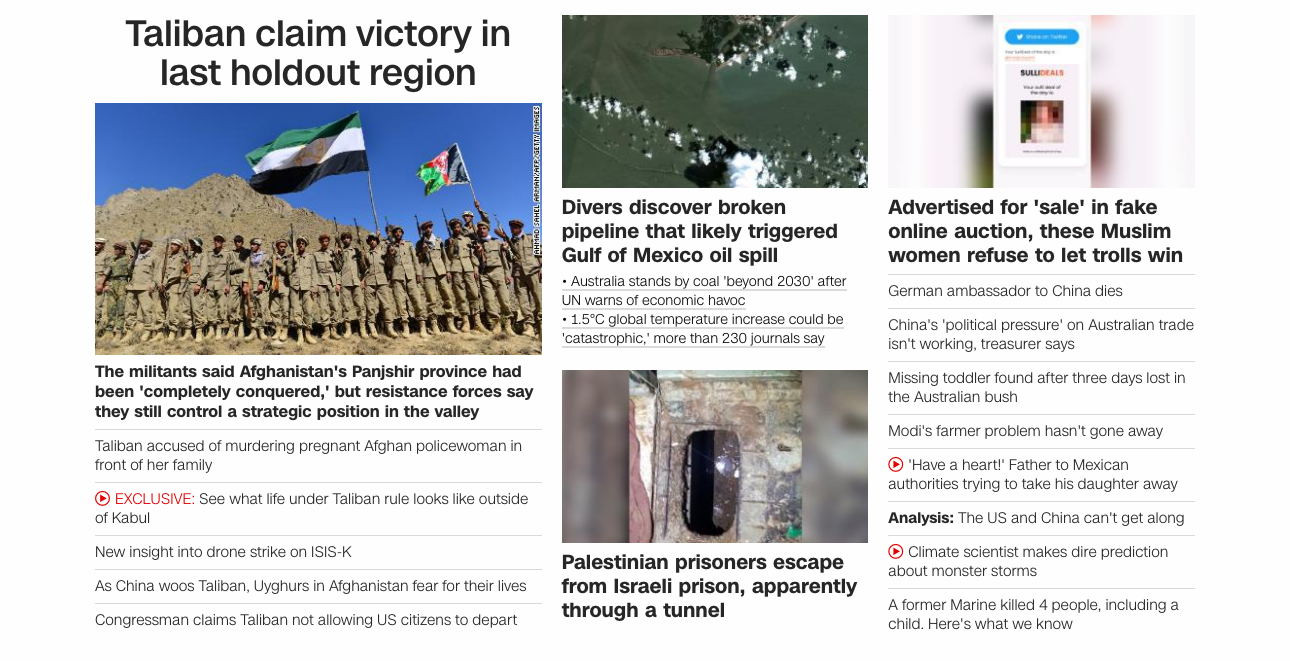 Taliban claim victory in
last holdout region
AHMAD SAHEL ARMAN/AFP/GETTY IMAGES
The militants said Afghanistan's Panjshir province had
been 'completely conquered,' but resistance forces say
they still control a strategic position in the valley
Taliban accused of murdering pregnant Afghan policewoman in
front of her family
EXCLUSIVE: See what life under Taliban rule looks like outside
of Kabul
New insight into drone strike on ISIS-K
As China woos Taliban, Uyghurs in Afghanistan fear for their lives
Congressman claims Taliban not allowing US citizens to depart
Divers discover broken
pipeline that likely triggered
Gulf of Mexico oil spill
• Australia stands by coal 'beyond 2030' after
UN warns of economic havoc
• 1.5°C global temperature increase could be
'catastrophic,' more than 230 journals say
Palestinian prisoners escape
from Israeli prison, apparently
through a tunnel
Share on Twitter
SULLIDEALS
Your sulli deal of
the day is
Advertised for 'sale' in fake
online auction, these Muslim
women refuse to let trolls win
German ambassador to China dies
China's 'political pressure' on Australian trade
isn't working, treasurer says
Missing toddler found after three days lost in
the Australian bush
Modi's farmer problem hasn't gone away
'Have a heart!' Father to Mexican
authorities trying to take his daughter away
Analysis: The US and China can't get along
Climate scientist makes dire prediction
about monster storms
A former Marine killed 4 people, including a
child. Here's what we know